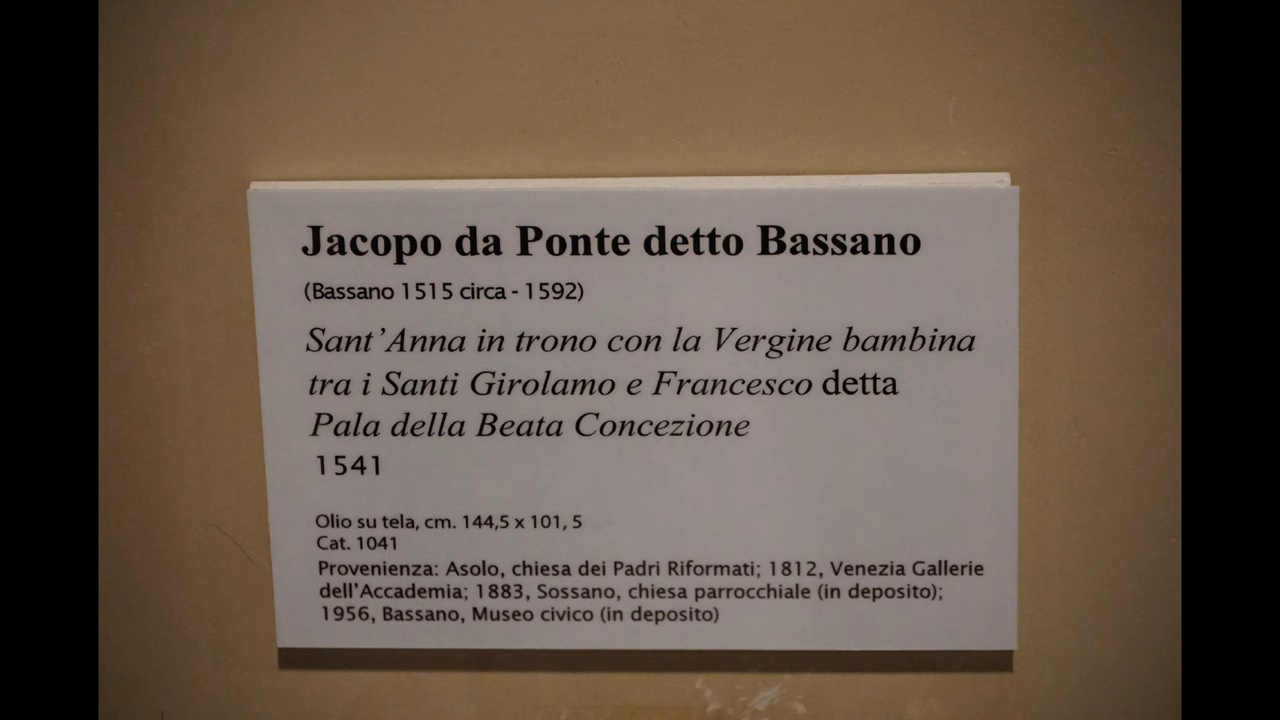 Jacopo da Ponte detto Bassano
(Bassano 1515 circa - 1592)
Sant'Anna in trono con la Vergine bambina
tra i Santi Girolamo e Francesco detta
Pala della Beata Concezione
1541
Olio su tela, cm. 144,5 x 101, 5
Cat. 1041
Provenienza: Asolo, chiesa dei Padri Riformati; 1812, Venezia Gallerie
dell'Accademia; 1883, Sossano, chiesa parrocchiale (in deposito);
1956, Bassano, Museo civico (in deposito)